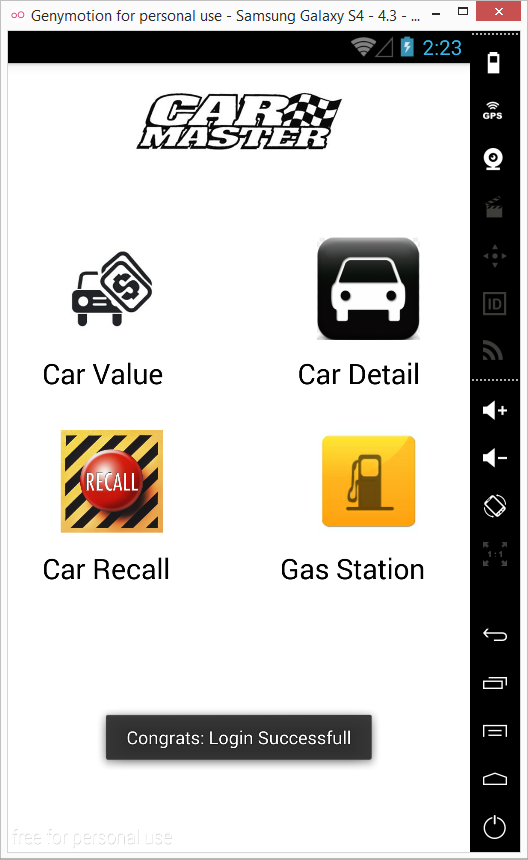 Genymotion for personal use - Samsung Galaxy S4 - 4.3 - ...
2:23
CAR
MASTER
GPS
ID
Car Value
Car Detail
RECALL
Car Recall
Gas Station
1:1
Congrats: Login Successfull
free for personal use